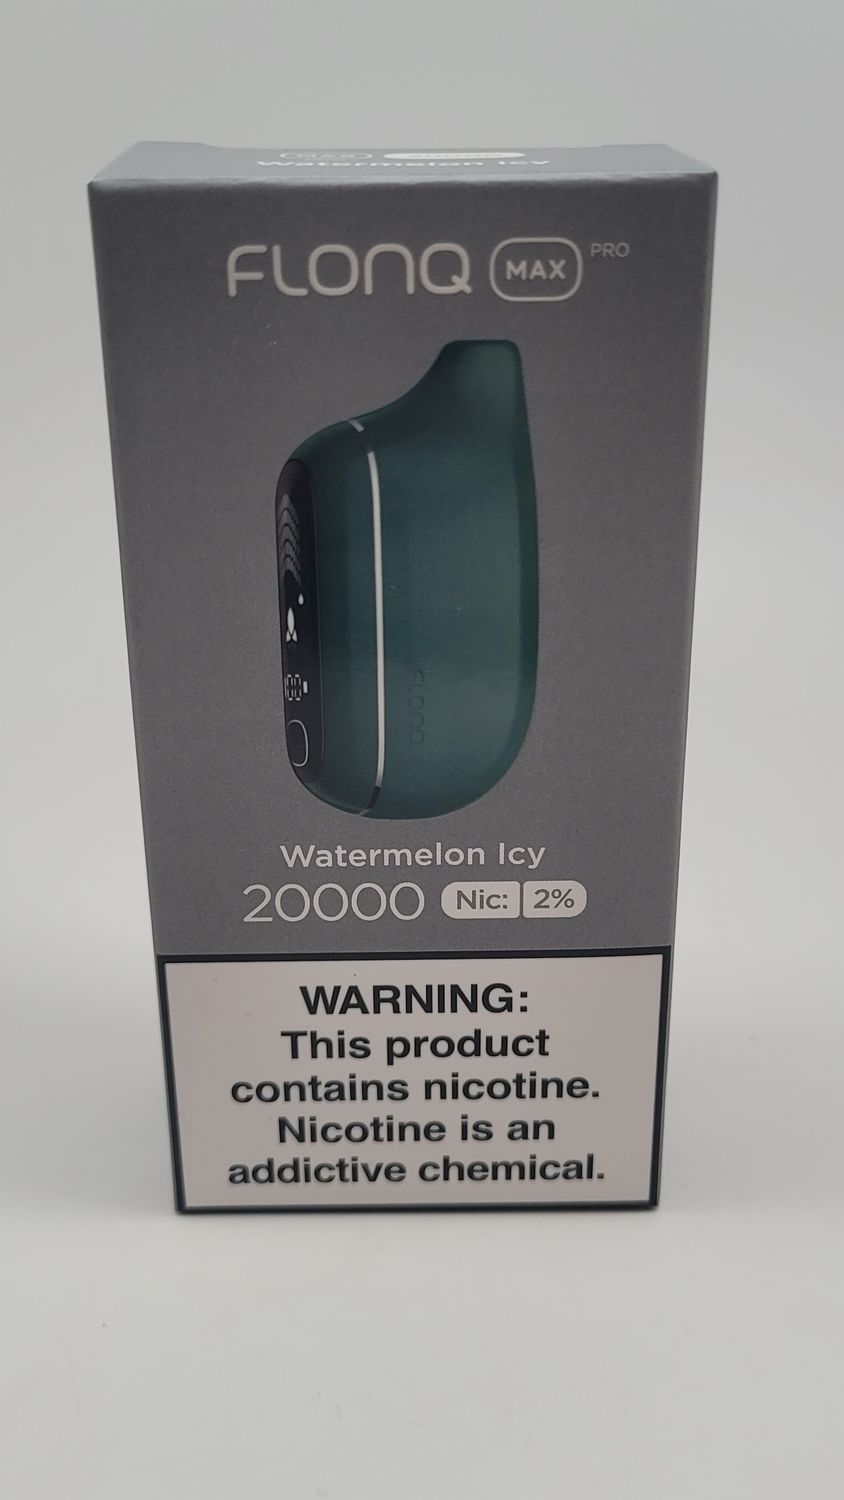 Watermelon Icy
FLONQ MAX PRO
FLONQ
Watermelon Icy
20000 Nic: 2%
WARNING:
This product
contains nicotine.
Nicotine is an
addictive chemical.